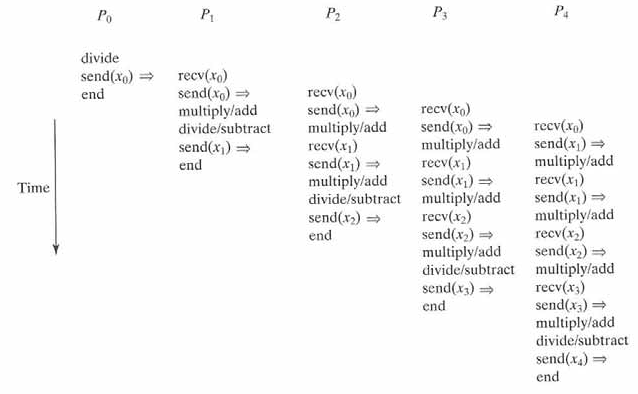 P₀
divide
send(x₀) ⇒
end
P₁
recv(x₀)
send(x₀) ⇒
multiply/add
divide/subtract
send(x₁) ⇒
end
P₂
recv(x₀)
send(x₀) ⇒
multiply/add
recv(x₁)
send(x₁) ⇒
multiply/add
divide/subtract
send(x₂) ⇒
end
P₃
recv(x₀)
send(x₀) ⇒
multiply/add
recv(x₁)
send(x₁) ⇒
multiply/add
recv(x₂)
send(x₂) ⇒
multiply/add
divide/subtract
send(x₃) ⇒
end
P₄
recv(x₀)
send(x₁) ⇒
multiply/add
recv(x₁)
send(x₁) ⇒
multiply/add
recv(x₂)
send(x₂) ⇒
multiply/add
recv(x₃)
send(x₃) ⇒
multiply/add
divide/subtract
send(x₄) ⇒
end
Time